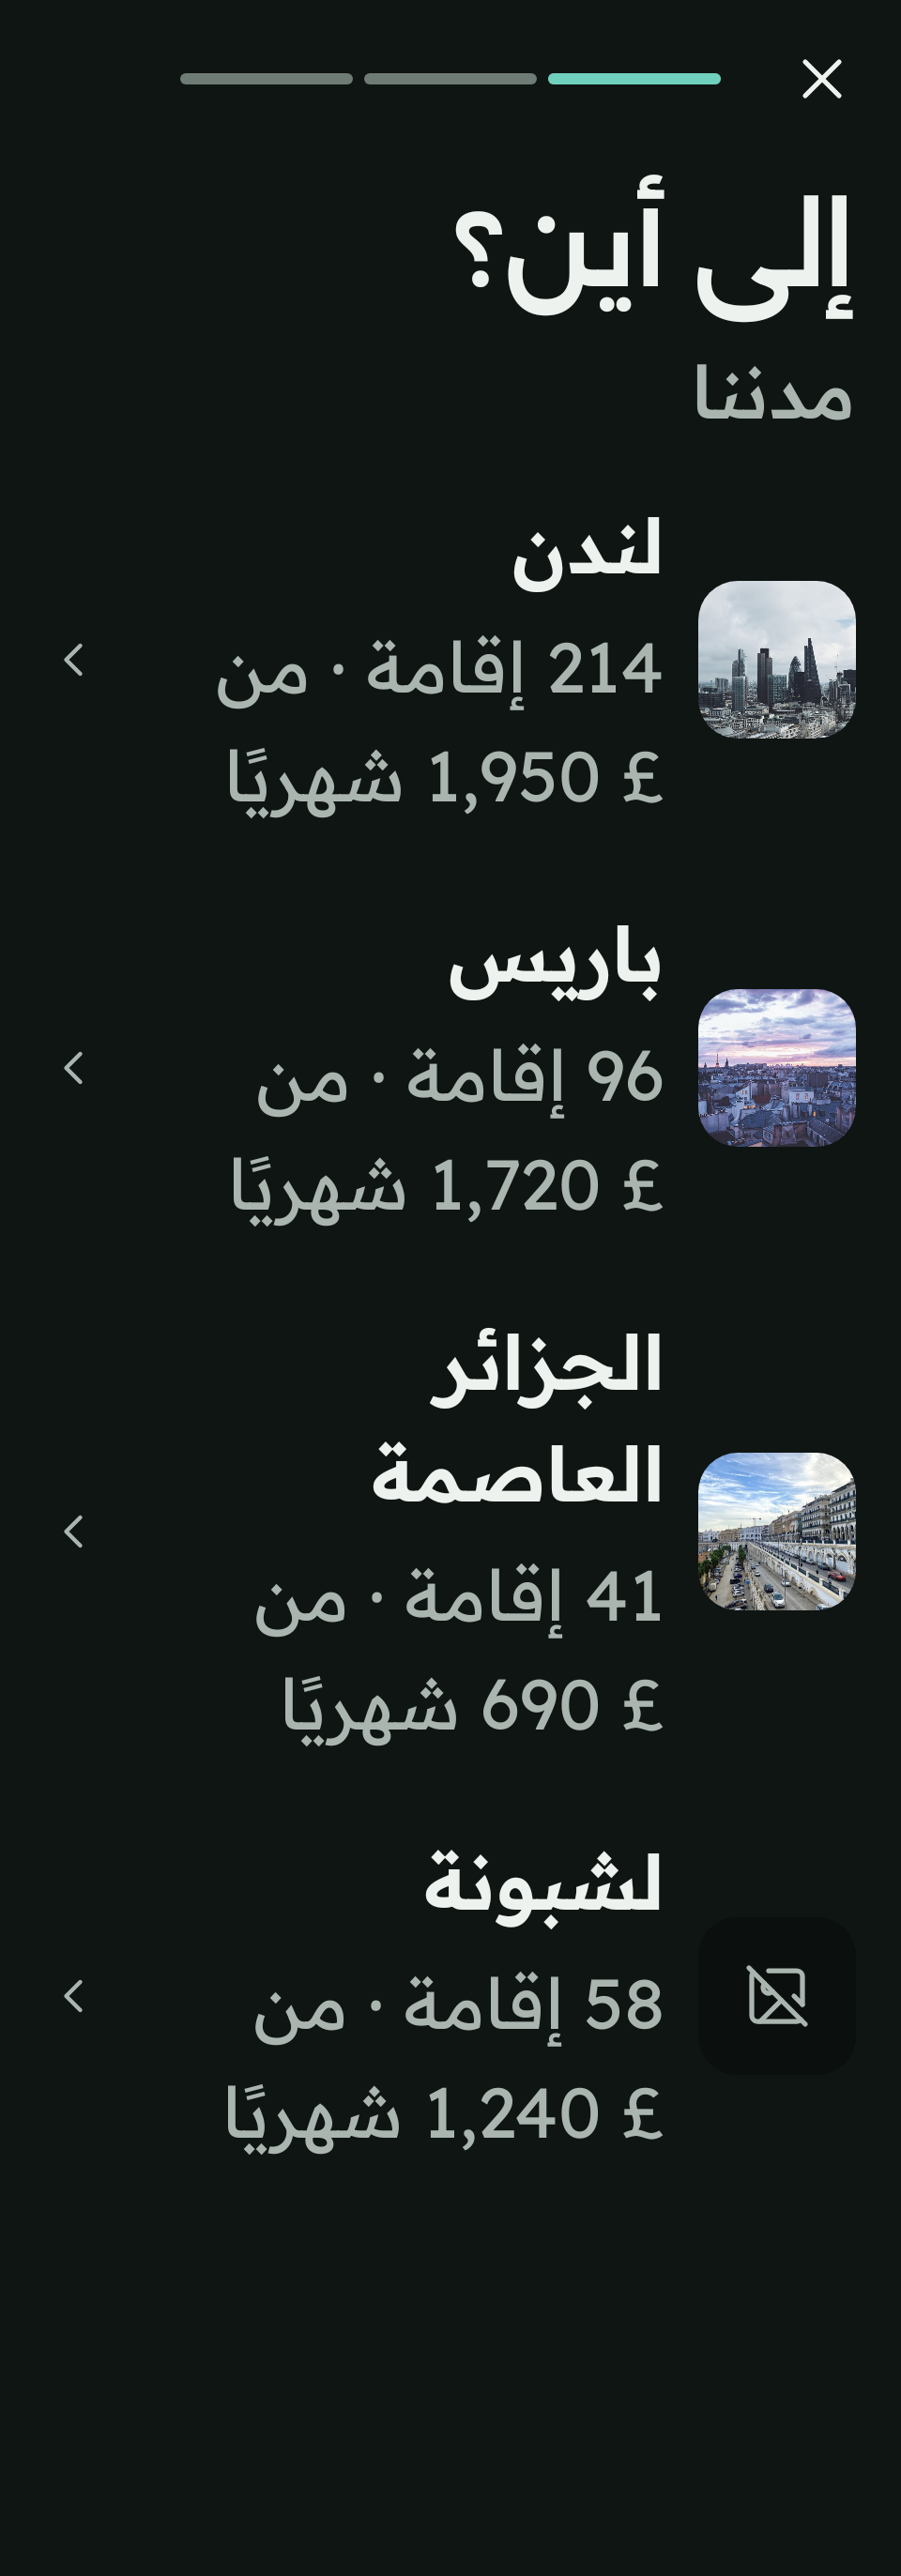 إلى أين؟
مدننا
لندن
214 إقامة · من
£ 1,950 شهريًا
باريس
96 إقامة · من
£ 1,720 شهريًا
الجزائر
العاصمة
41 إقامة · من
£ 690 شهريًا
لشبونة
58 إقامة · من
£ 1,240 شهريًا